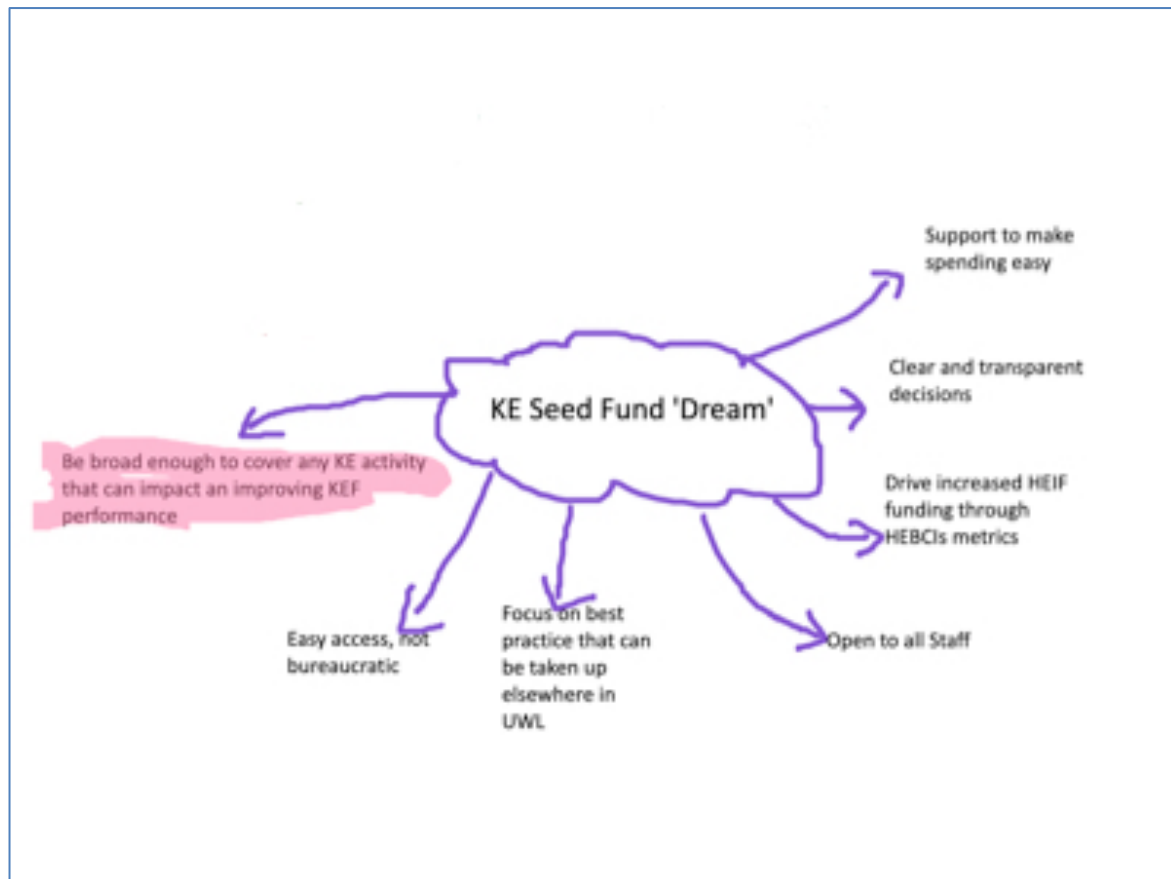 Support to make
spending easy
Clear and transparent
decisions
KE Seed Fund 'Dream'
Be broad enough to cover any KE activity
that can impact an improving KEF
performance
Drive increased HEIF
funding through
HEBCIs metrics
Easy access, not
bureaucratic
Focus on best
practice that can
be taken up
elsewhere in
UWL
Open to all Staff